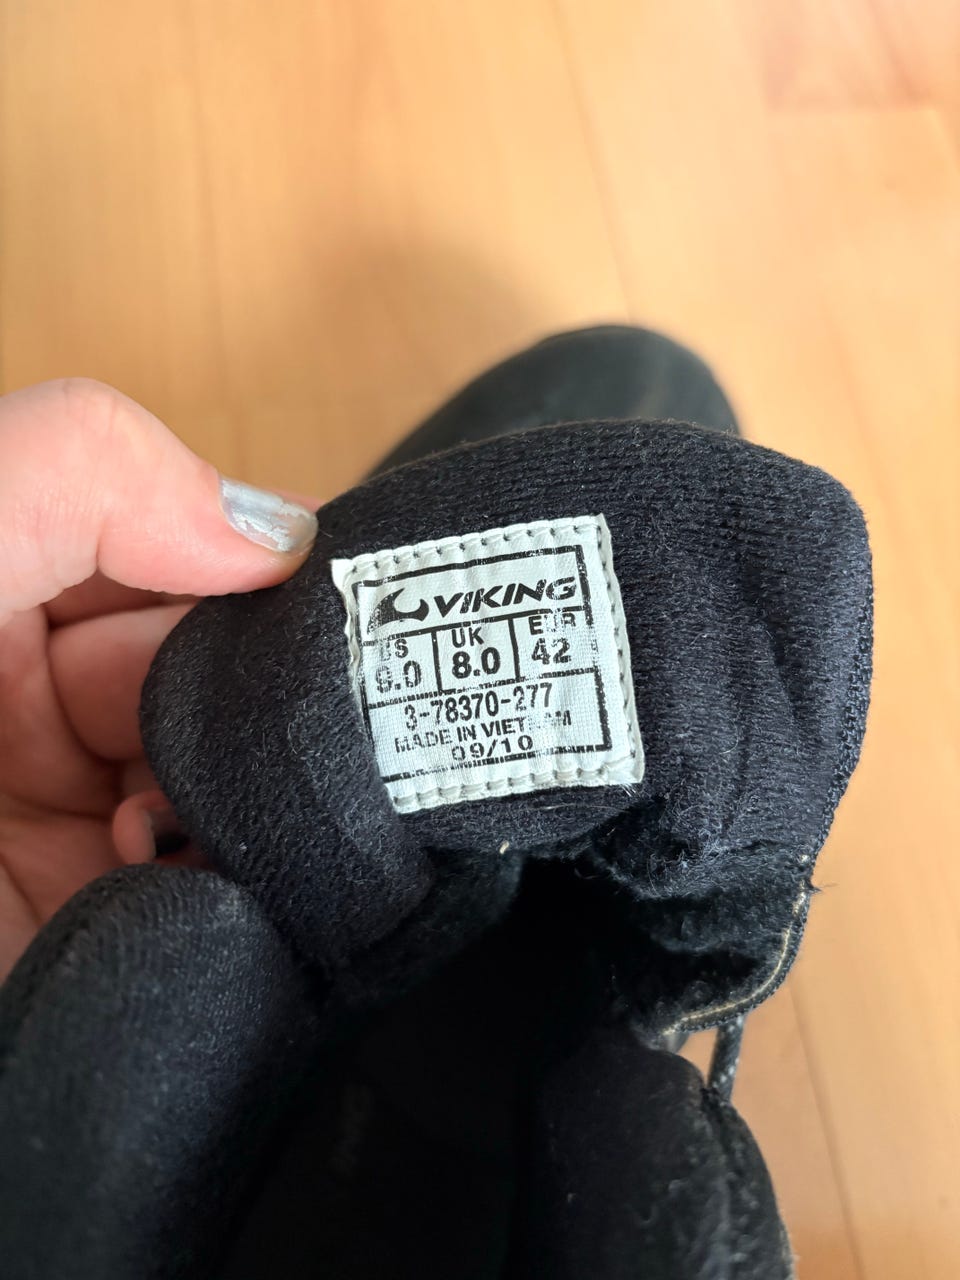 VIKING
US UK EUR
9.0 8.0 42
3-78370-277
MADE IN VIETNAM
09/10